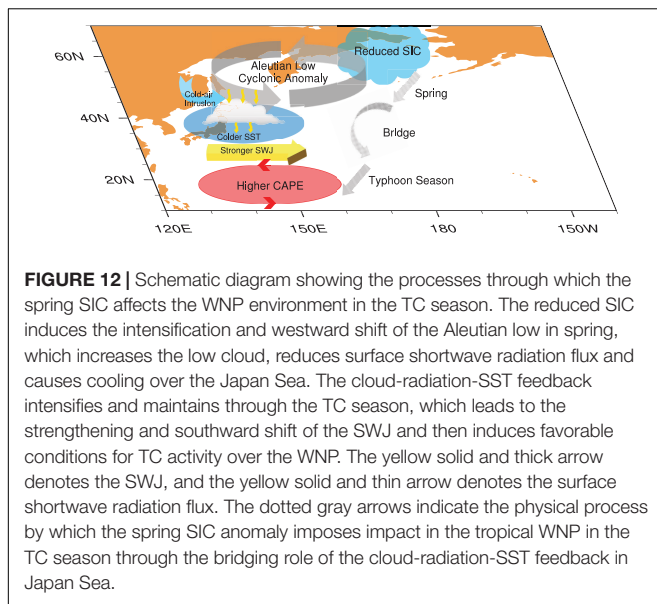 60N
Aleutian Low
Cyclonic Anomaly
Reduced SIC
Cold-air
Intrusion
Spring
40N
Colder SST
Bridge
Stronger SWJ
20N
Higher CAPE
Typhoon Season
120E
150E
180
150W
FIGURE 12 | Schematic diagram showing the processes through which the
spring SIC affects the WNP environment in the TC season. The reduced SIC
induces the intensification and westward shift of the Aleutian low in spring,
which increases the low cloud, reduces surface shortwave radiation flux and
causes cooling over the Japan Sea. The cloud-radiation-SST feedback
intensifies and maintains through the TC season, which leads to the
strengthening and southward shift of the SWJ and then induces favorable
conditions for TC activity over the WNP. The yellow solid and thick arrow
denotes the SWJ, and the yellow solid and thin arrow denotes the surface
shortwave radiation flux. The dotted gray arrows indicate the physical process
by which the spring SIC anomaly imposes impact in the tropical WNP in the
TC season through the bridging role of the cloud-radiation-SST feedback in
Japan Sea.